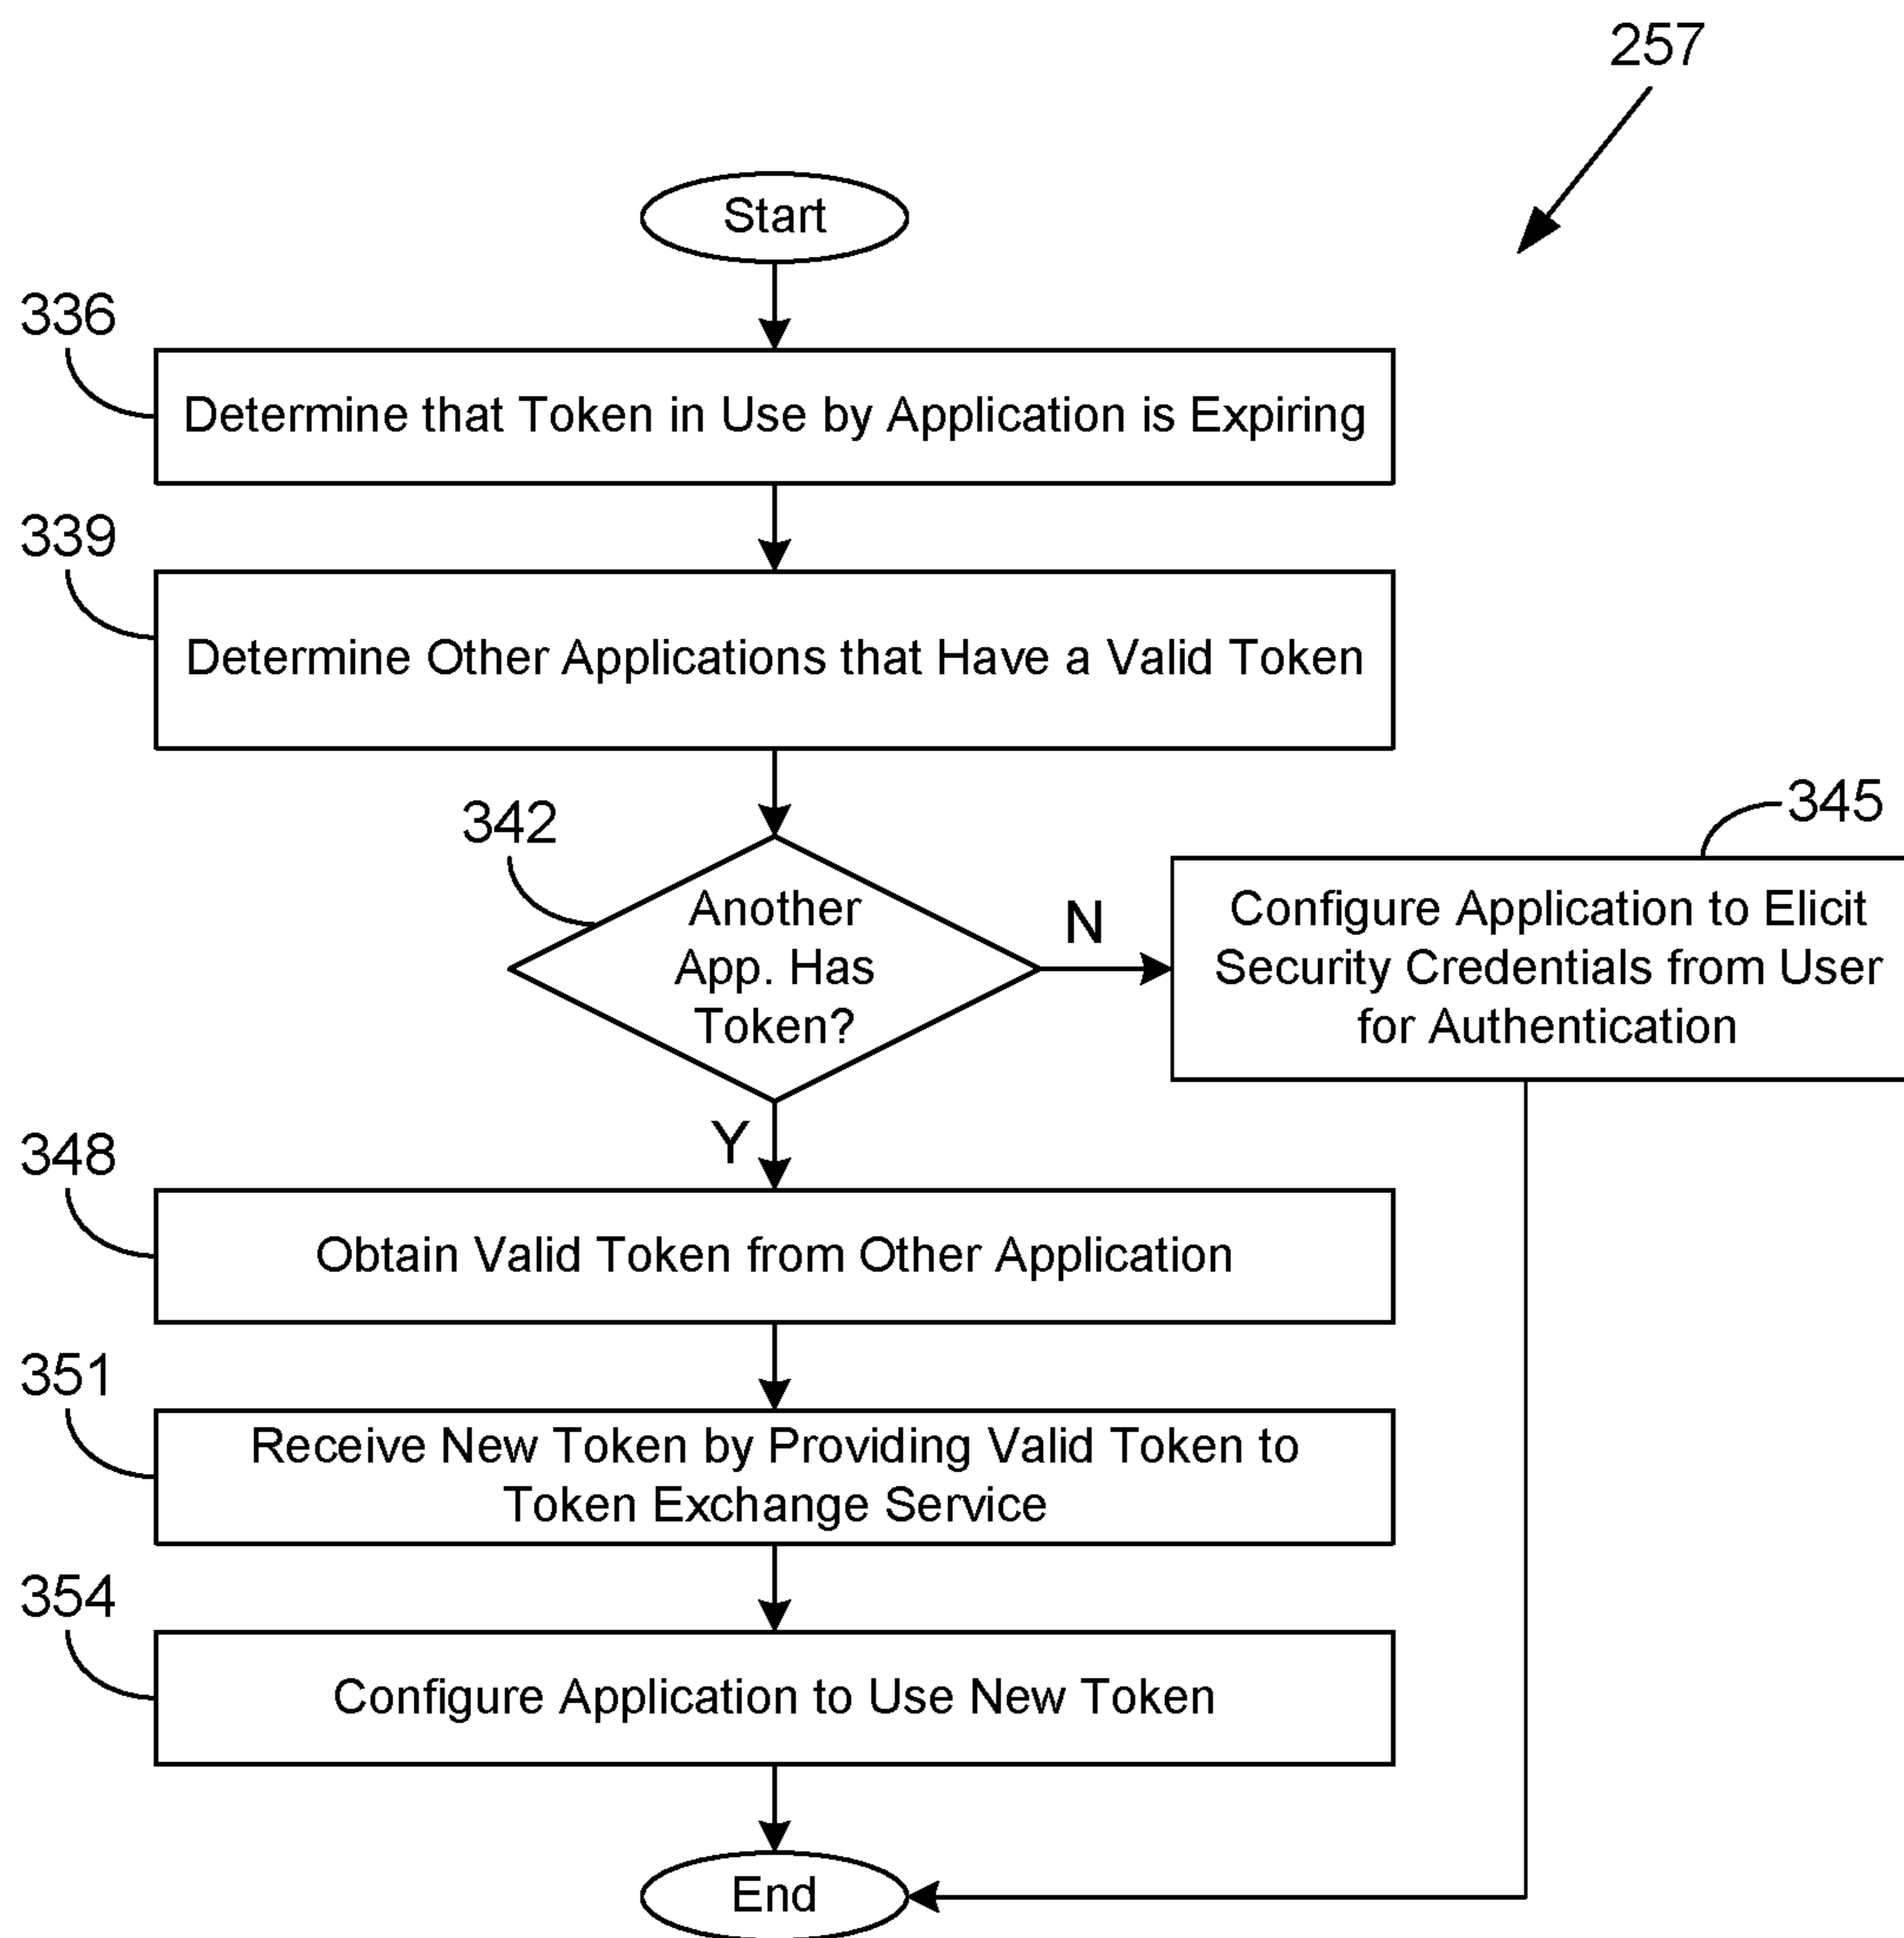 257
Start
336
Determine that Token in Use by Application is Expiring
339
Determine Other Applications that Have a Valid Token
342
Another
App. Has
Token?
N
345
Configure Application to Elicit
Security Credentials from User
for Authentication
Y
348
Obtain Valid Token from Other Application
351
Receive New Token by Providing Valid Token to
Token Exchange Service
354
Configure Application to Use New Token
End